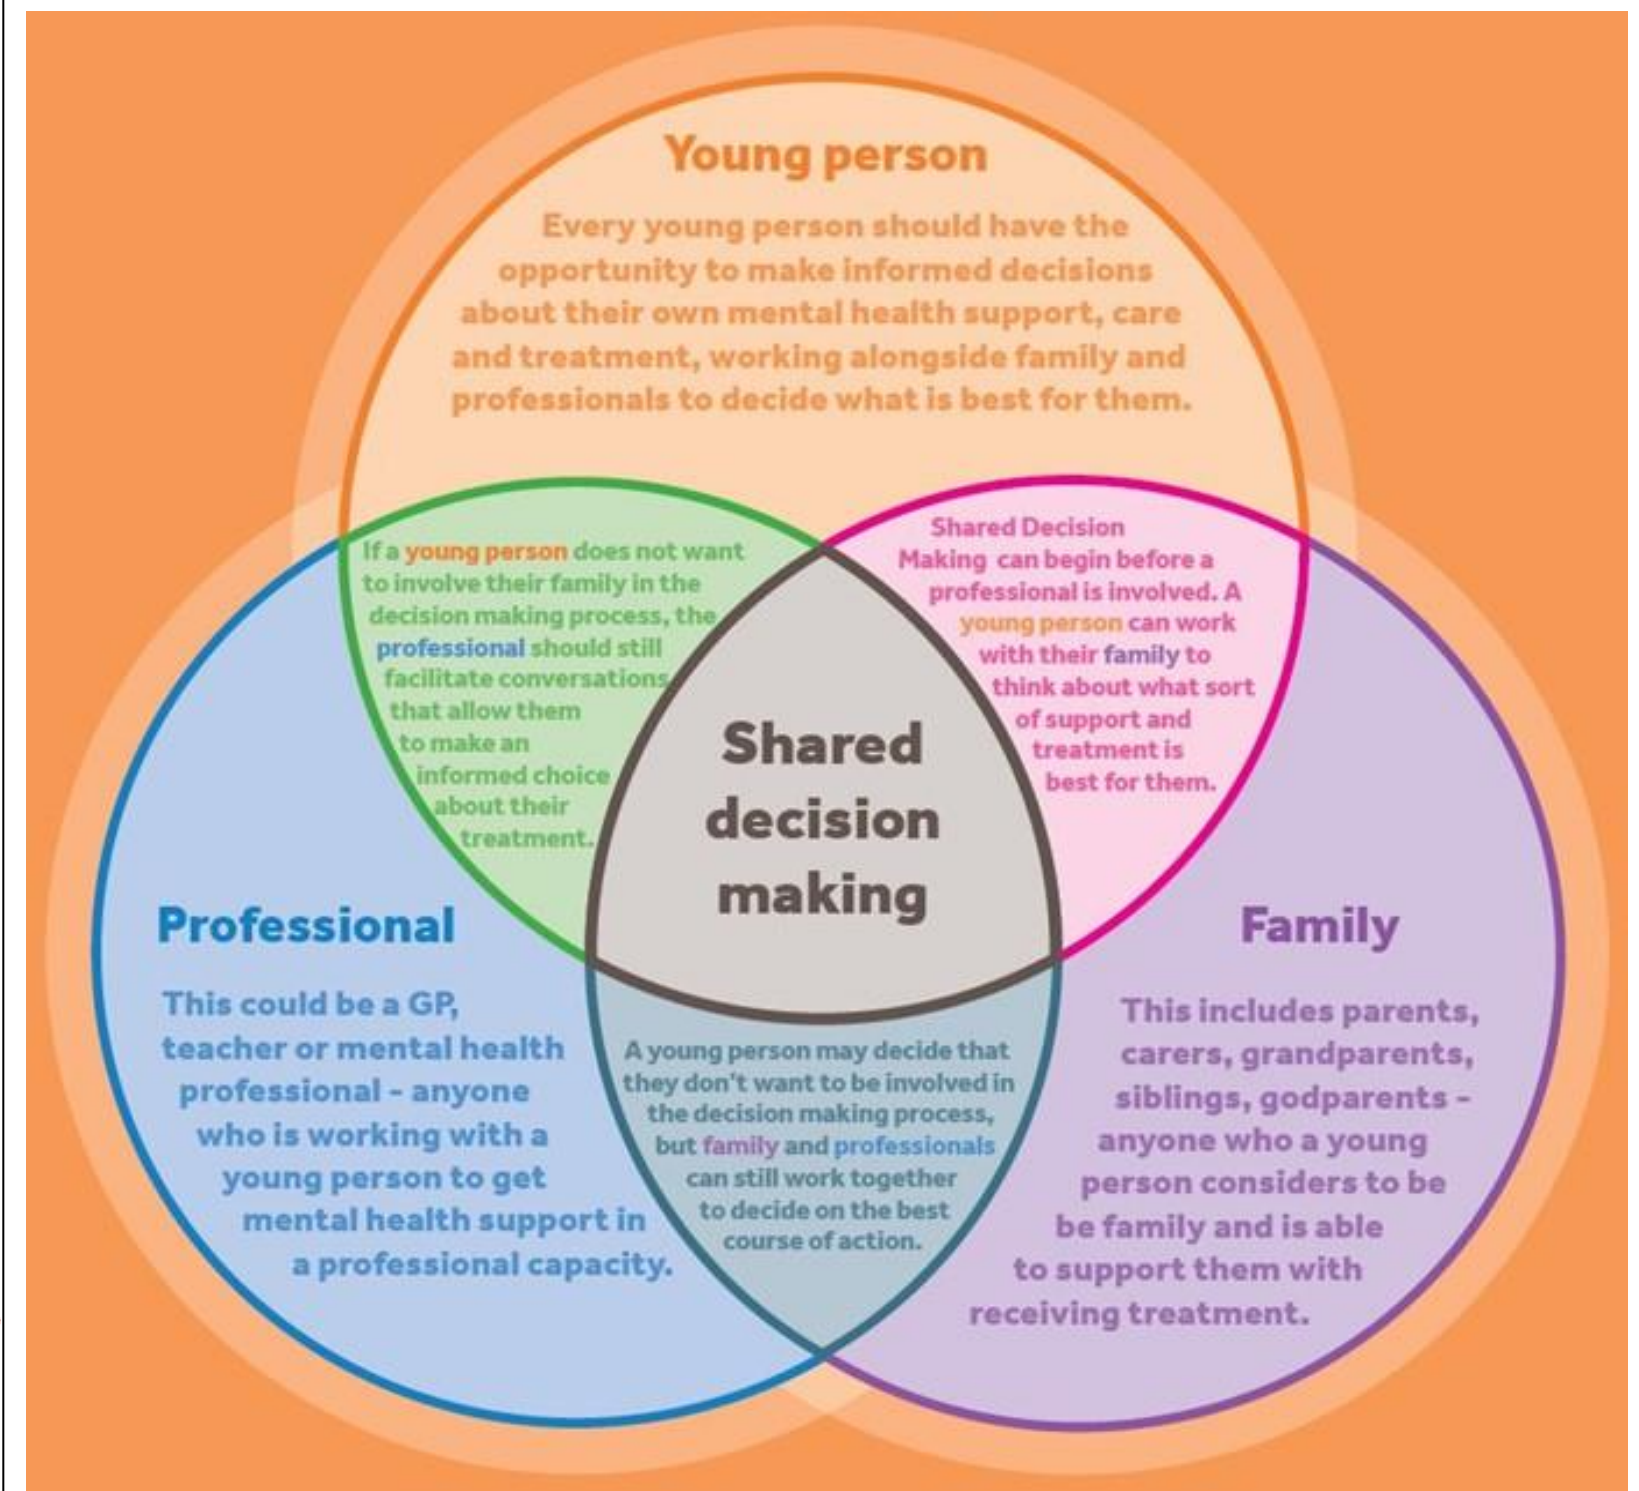 Young person
Every young person should have the
opportunity to make informed decisions
about their own mental health support, care
and treatment, working alongside family and
professionals to decide what is best for them.
If a young person does not want
to involve their family in the
decision making process, the
professional should still
facilitate conversations
that allow them
to make an
informed choice
about their
treatment.
Shared Decision
Making can begin before a
professional is involved. A
young person can work
with their family to
think about what sort
of support and
treatment is
best for them.
Shared
decision
making
Professional
This could be a GP,
teacher or mental health
professional - anyone
who is working with a
young person to get
mental health support in
a professional capacity.
A young person may decide that
they don't want to be involved in
the decision making process,
but family and professionals
can still work together
to decide on the best
course of action.
Family
This includes parents,
carers, grandparents,
siblings, godparents -
anyone who a young
person considers to be
be family and is able
to support them with
receiving treatment.